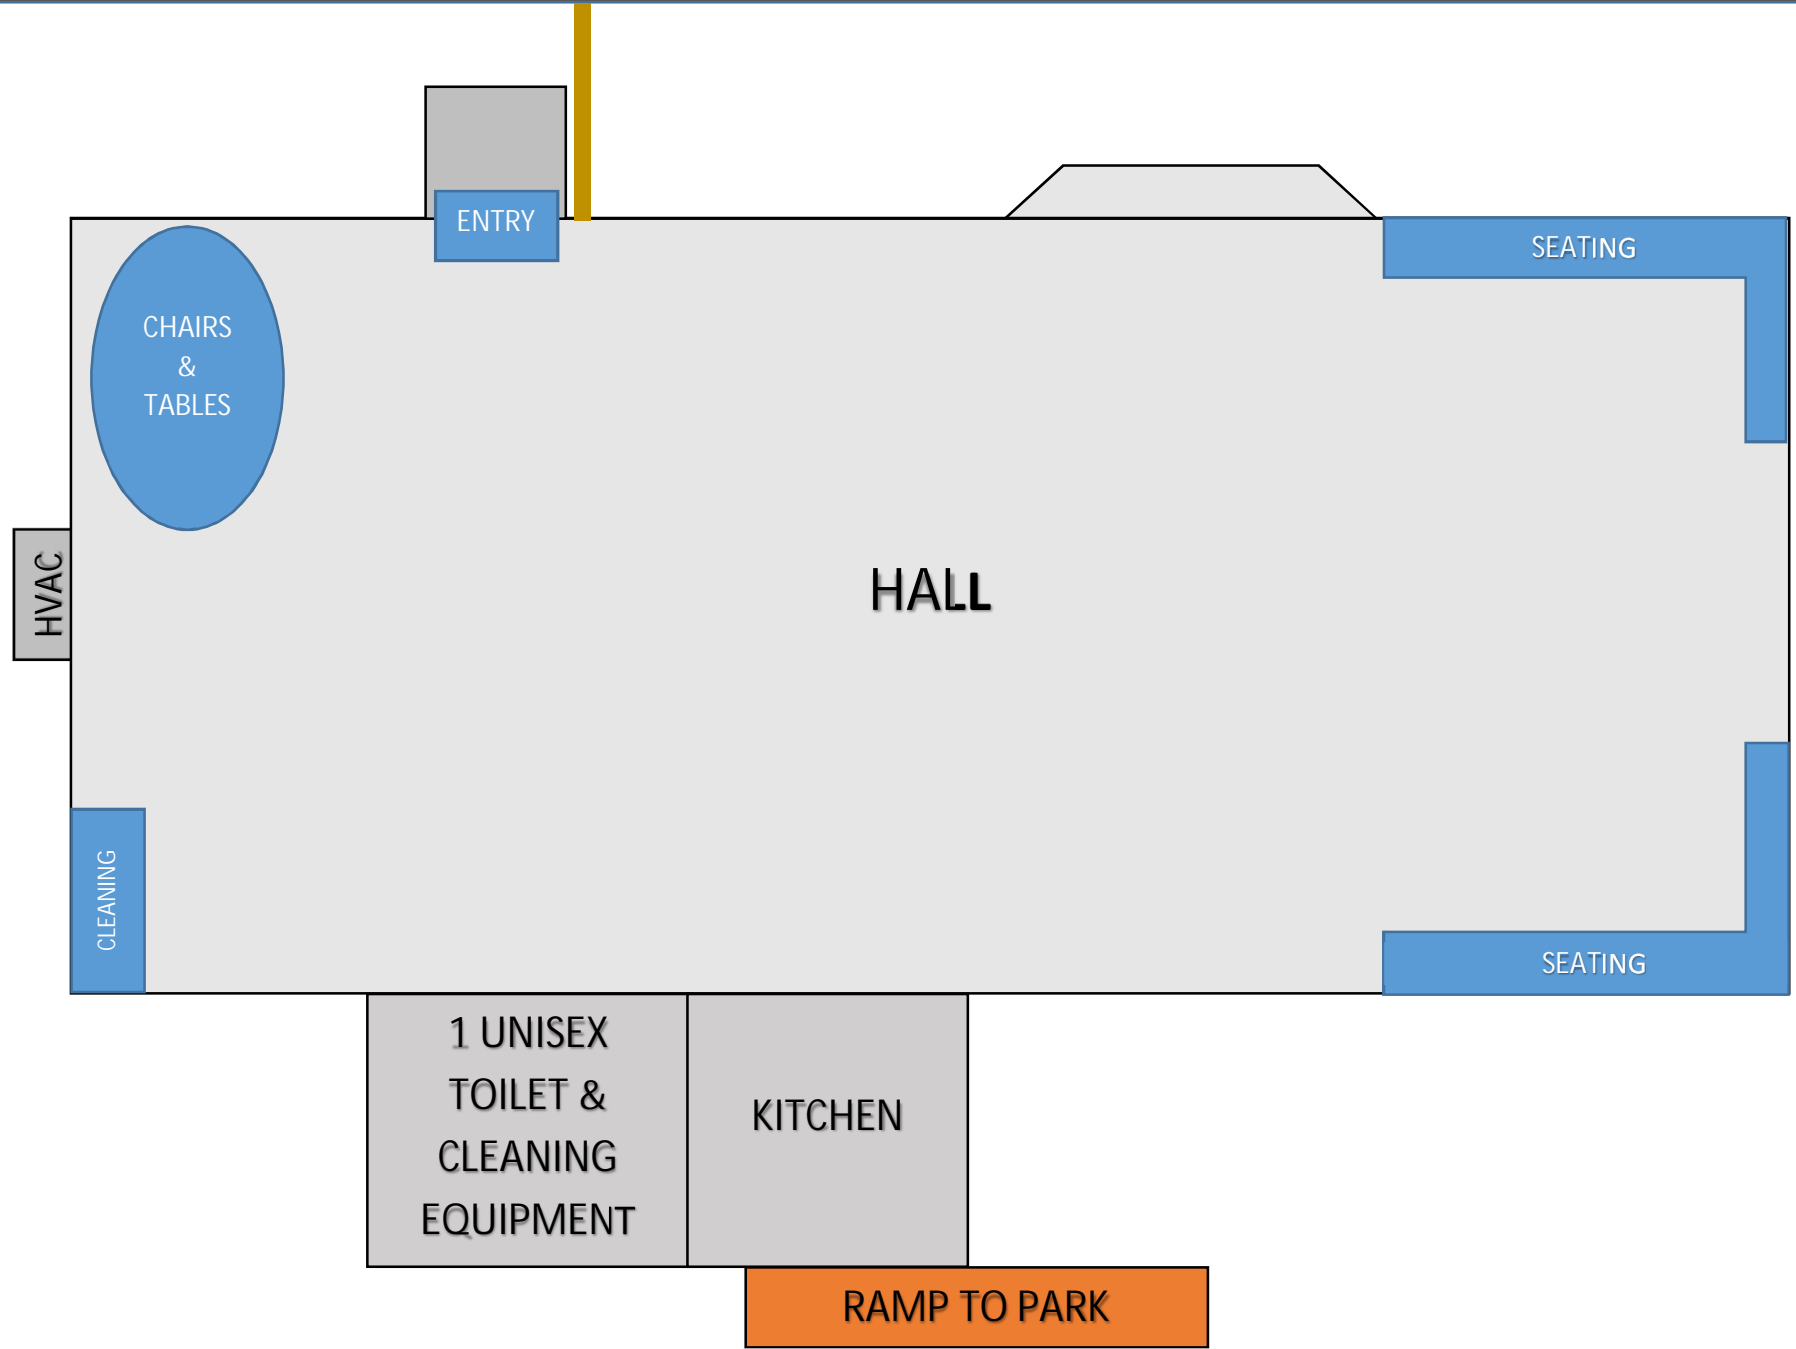 ENTRY
SEATING
CHAIRS
&
TABLES
HVAC
HALL
CLEANING
SEATING
1 UNISEX
TOILET &
CLEANING
EQUIPMENT
KITCHEN
RAMP TO PARK